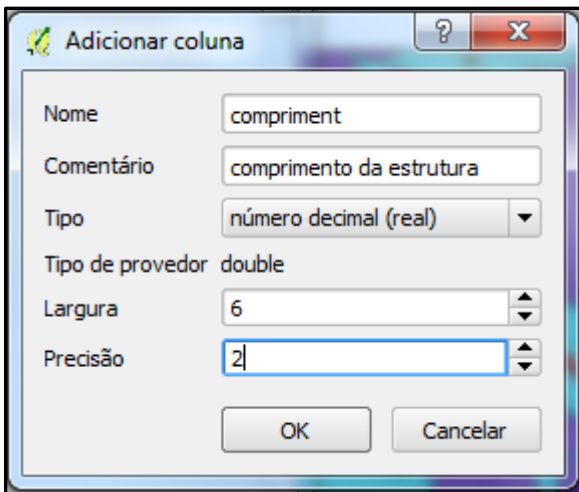 Adicionar coluna
Nome compriment
Comentário comprimento da estrutura
Tipo número decimal (real)
Tipo de provedor double
Largura 6
Precisão 2
OK Cancelar